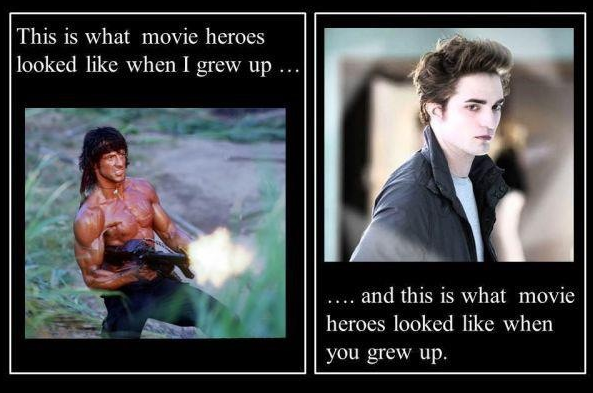 This is what movie heroes
looked like when I grew up ...
.... and this is what movie
heroes looked like when
you grew up.